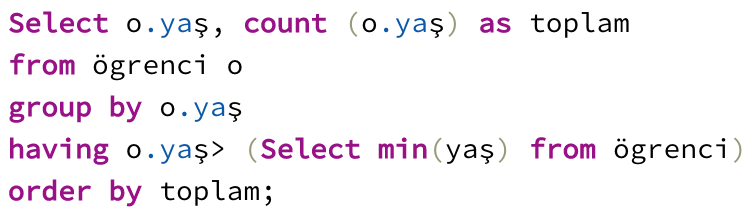 Select o.yaş, count (o.yaş) as toplam
from ögrenci o
group by o.yaş
having o.yaş> (Select min(yaş) from ögrenci)
order by toplam;